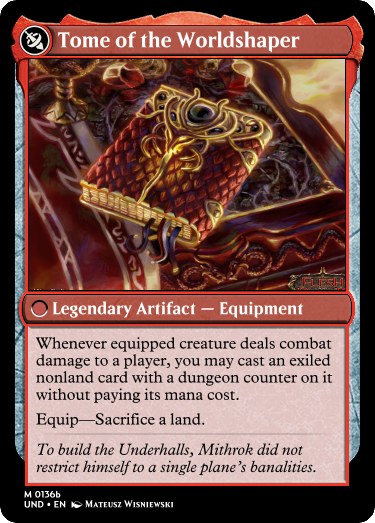 Tome of the Worldshaper
FLESH
Legendary Artifact — Equipment
Whenever equipped creature deals combat
damage to a player, you may cast an exiled
nonland card with a dungeon counter on it
without paying its mana cost.
Equip—Sacrifice a land.
To build the Underhalls, Mithrok did not
restrict himself to a single plane's banalities.
M 0136b
UND • EN Mateusz Wisniewski